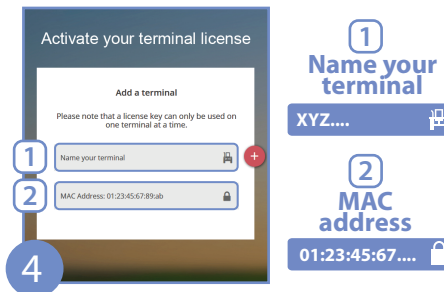 Activate your terminal license
Add a terminal
Please note that a license key can only be used on
one terminal at a time.
1
Name your terminal
+
2
MAC Address: 01:23:45:67:89:ab
4
1
Name your
terminal
XYZ....
2
MAC
address
01:23:45:67....